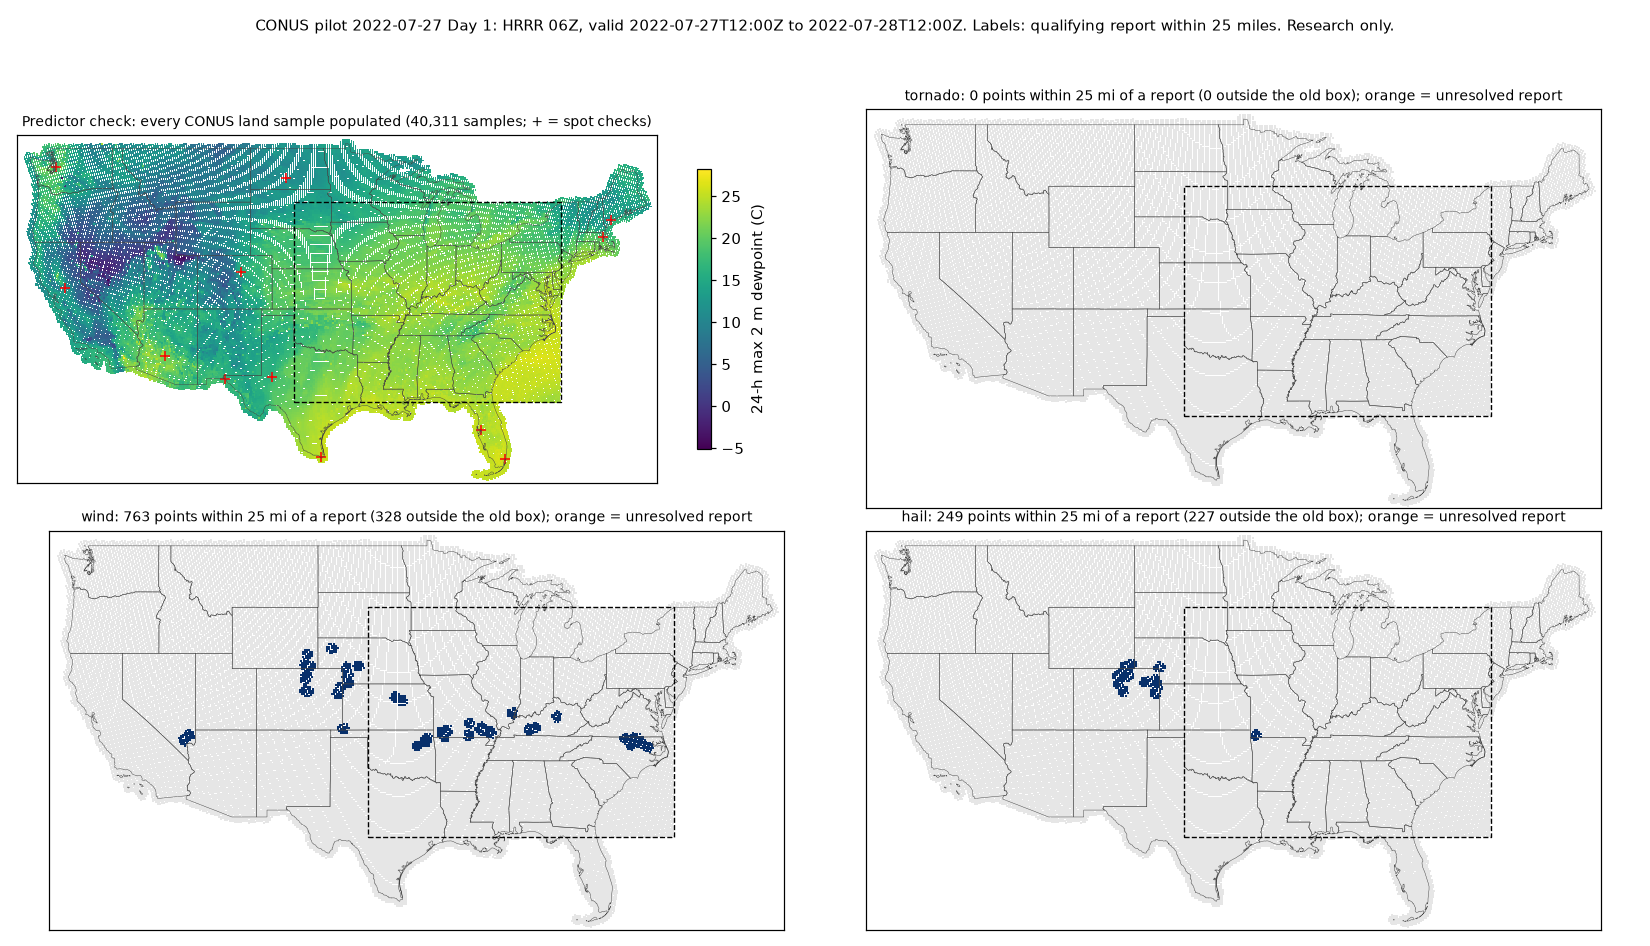 CONUS pilot 2022-07-27 Day 1: HRRR 06Z, valid 2022-07-27T12:00Z to 2022-07-28T12:00Z. Labels: qualifying report within 25 miles. Research only.
Predictor check: every CONUS land sample populated (40,311 samples; + = spot checks)
25
20
15
10
5
0
−5
24-h max 2 m dewpoint (C)
tornado: 0 points within 25 mi of a report (0 outside the old box); orange = unresolved report
wind: 763 points within 25 mi of a report (328 outside the old box); orange = unresolved report
hail: 249 points within 25 mi of a report (227 outside the old box); orange = unresolved report